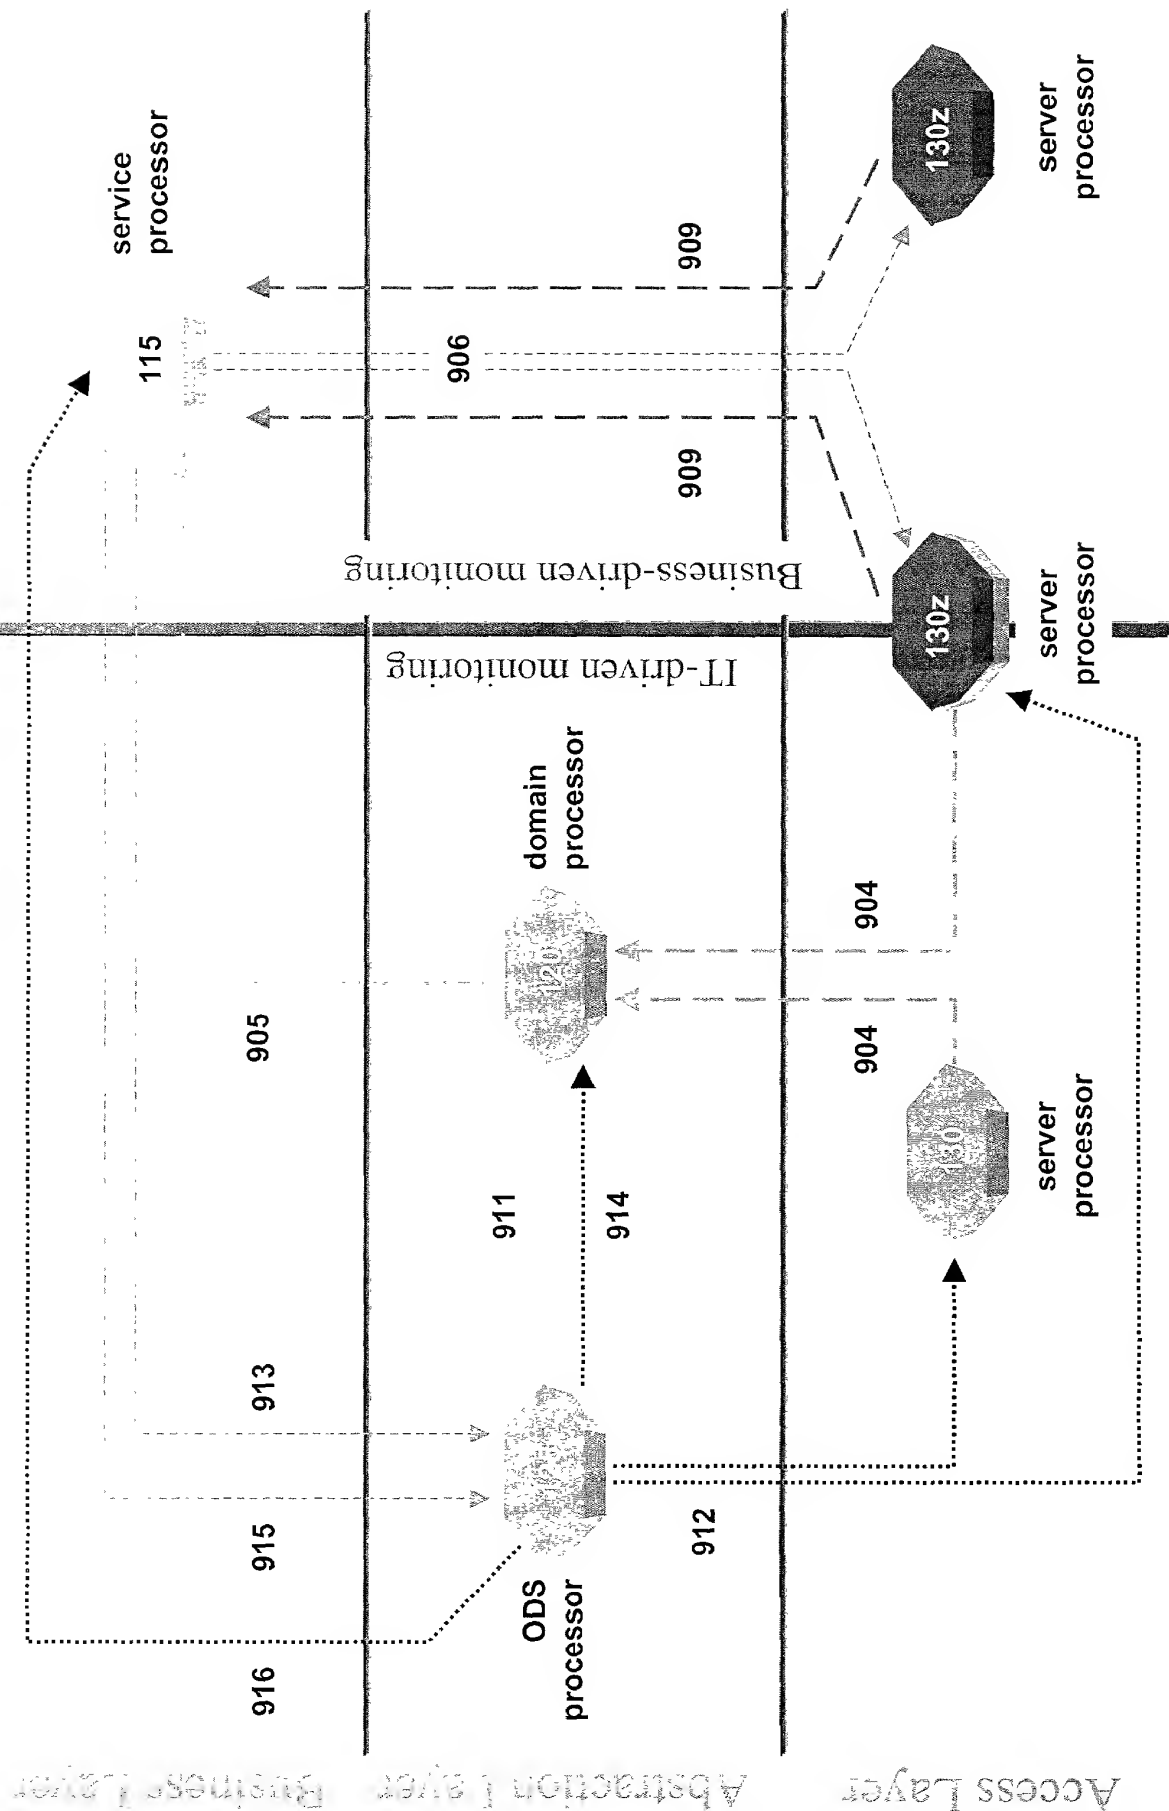 service
processor
115
909
906
909
130z
server
processor
Business-driven monitoring
IT-driven monitoring
130z
server
processor
domain
processor
120
904
904
905
911
914
130
server
processor
913
915
916
912
ODS
processor
Business Layer
Abstraction Layer
Access Layer